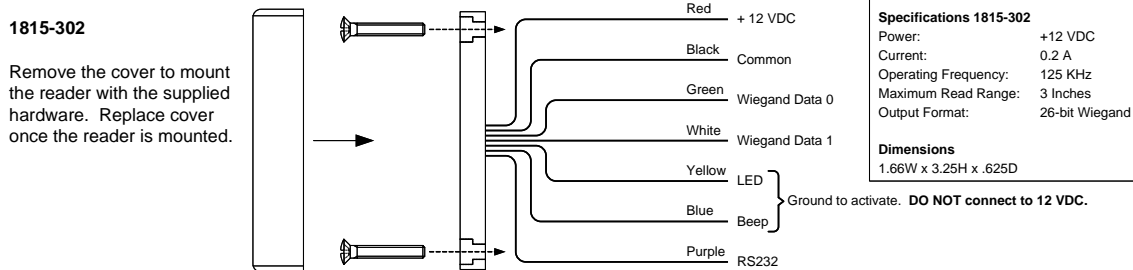 1815-302
Remove the cover to mount
the reader with the supplied
hardware. Replace cover
once the reader is mounted.
Red
+ 12 VDC
Black
Common
Green
Wiegand Data 0
White
Wiegand Data 1
Yellow
LED
Blue
Beep
Ground to activate. DO NOT connect to 12 VDC.
Purple
RS232
Specifications 1815-302
Power: +12 VDC
Current: 0.2 A
Operating Frequency: 125 KHz
Maximum Read Range: 3 Inches
Output Format: 26-bit Wiegand
Dimensions
1.66W x 3.25H x .625D